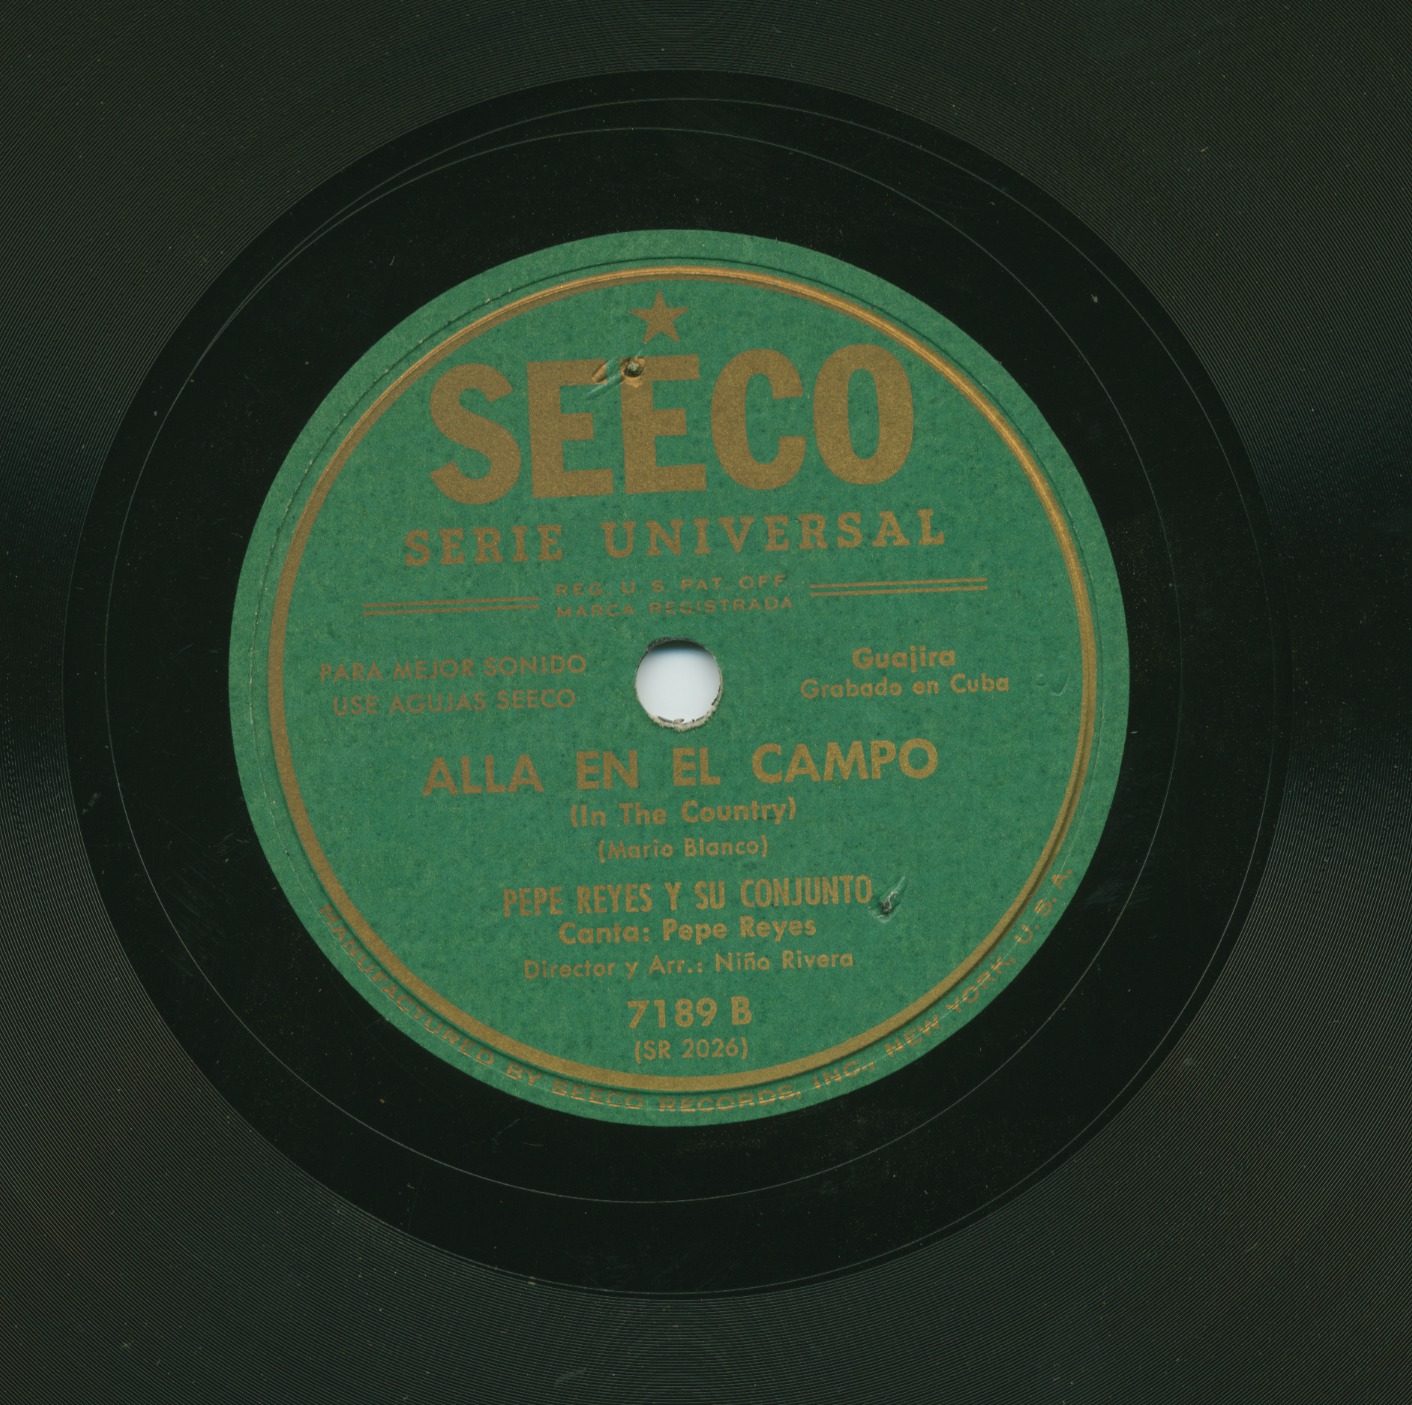 SEECO
SERIE UNIVERSAL
REG. U. S. PAT. OFF.
MARCA REGISTRADA
PARA MEJOR SONIDO
USE AGUJAS SEECO
Guajira
Grabado en Cuba
ALLA EN EL CAMPO
(In The Country)
(Mario Blanco)
PEPE REYES Y SU CONJUNTO
Canta: Pepe Reyes
Director y Arr.: Niño Rivera
7189 B
(SR 2026)
MANUFACTURED BY SEECO RECORDS, INC., NEW YORK, U.S.A.